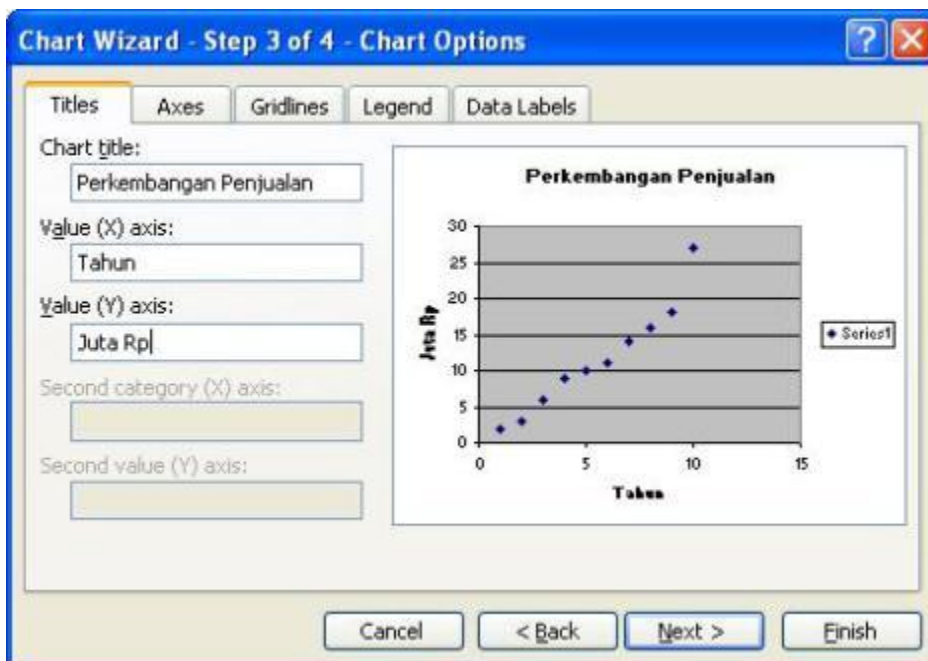 Chart Wizard - Step 3 of 4 - Chart Options
Titles Axes Gridlines Legend Data Labels
Chart title:
Perkembangan Penjualan
Value (X) axis:
Tahun
Value (Y) axis:
Juta Rp
Second category (X) axis:
Second value (Y) axis:
Perkembangan Penjualan
30
25
20
15
10
5
0
Juta Rp
0 5 10 15
Tahun
Series1
Cancel < Back Next > Finish